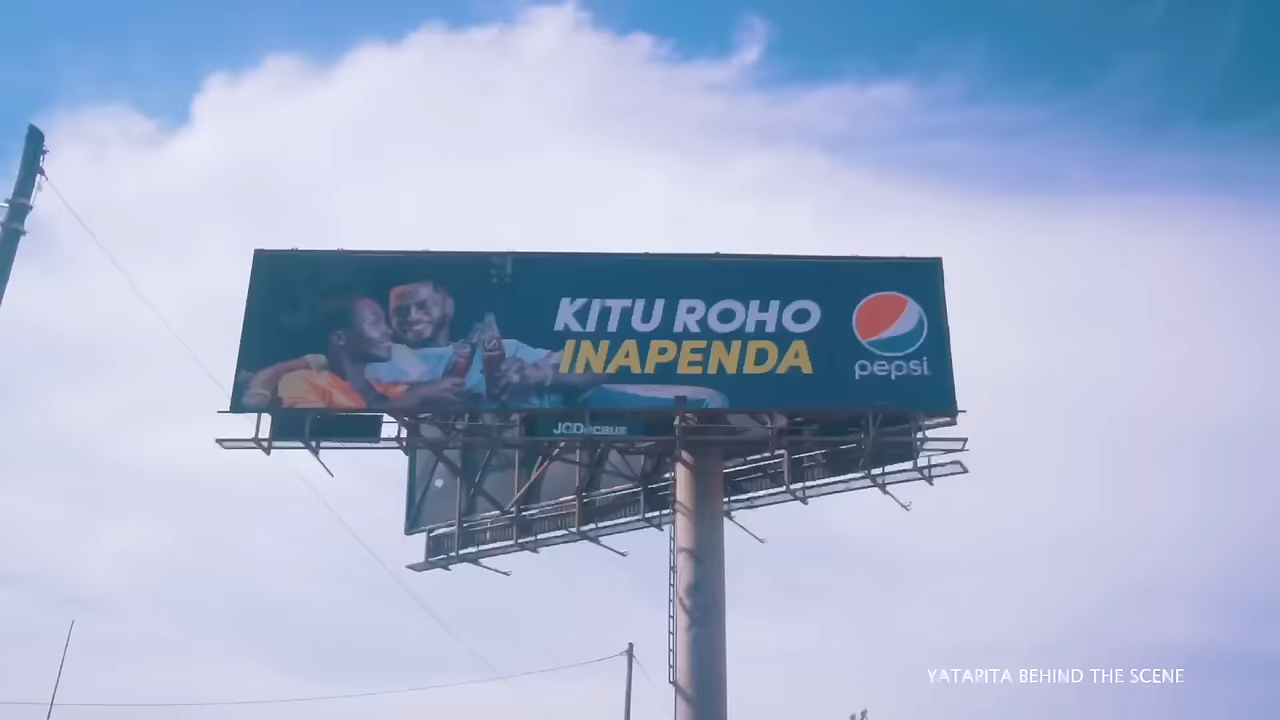 KITU ROHO
INAPENDA
pepsi
JCDecaux
YATAPITA BEHIND THE SCENE